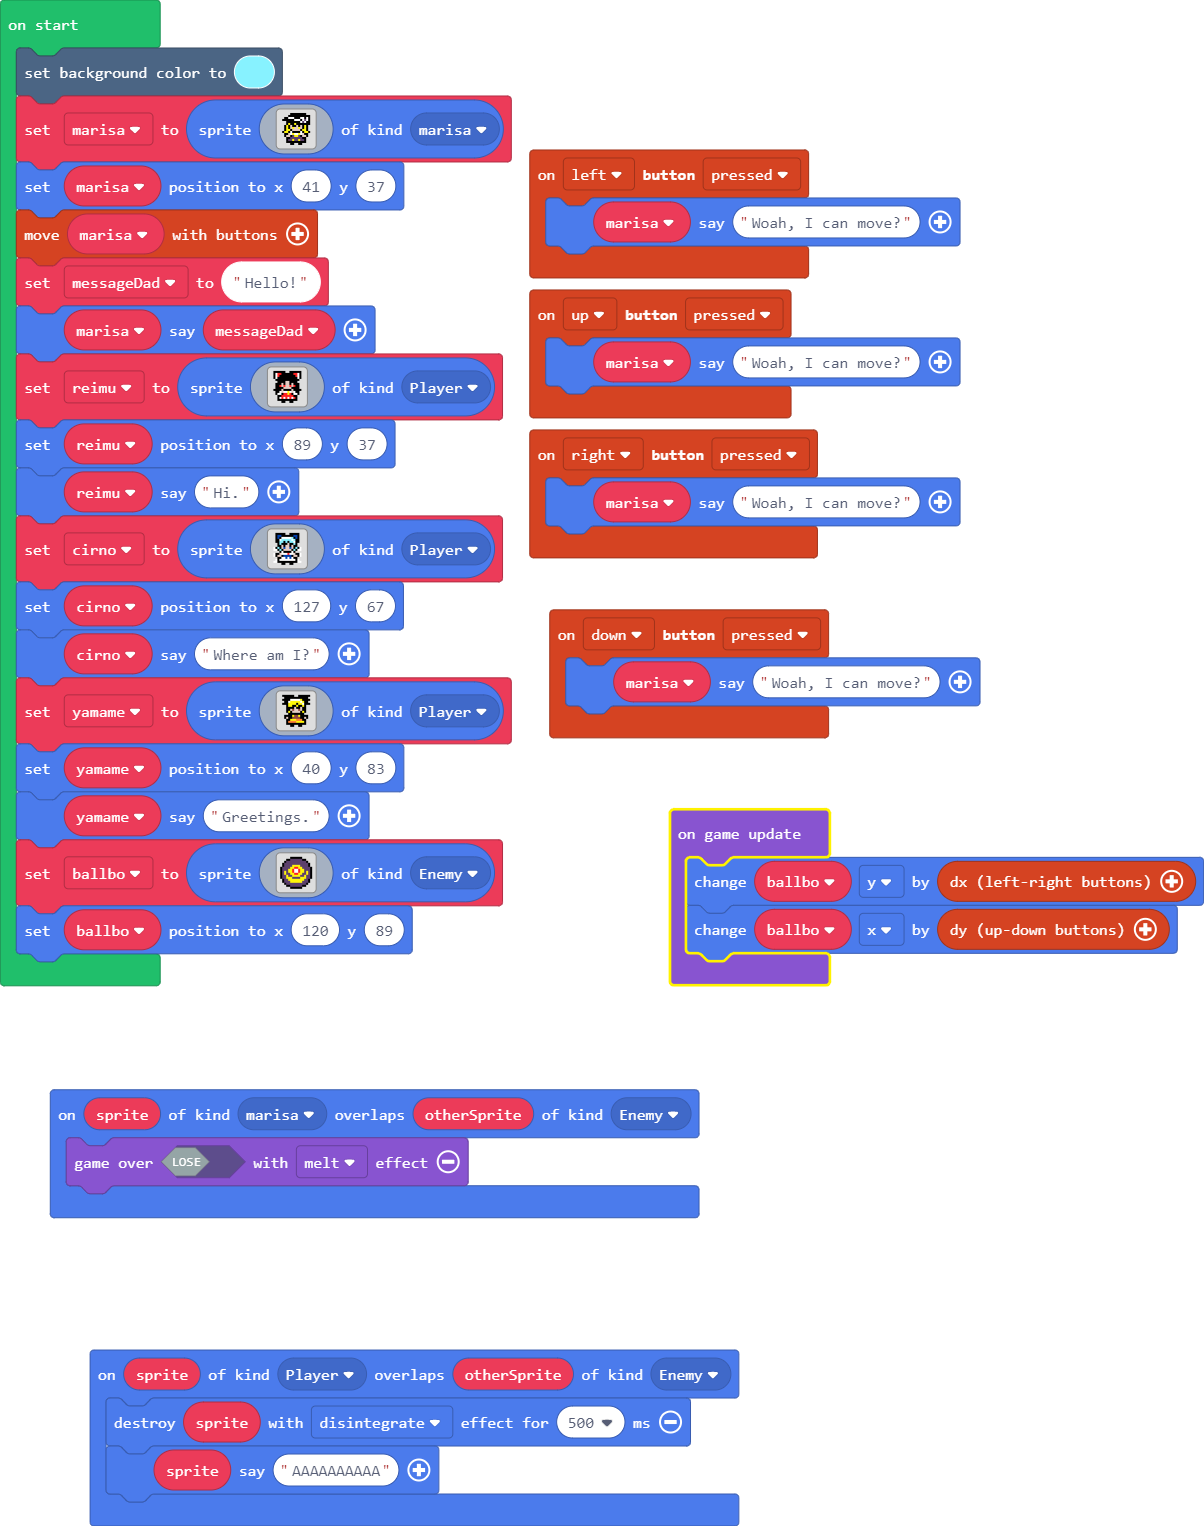 on start
set background color to
set marisa to sprite of kind marisa
set marisa position to x 41 y 37
move marisa with buttons
set messageDad to "Hello!"
marisa say messageDad
set reimu to sprite of kind Player
set reimu position to x 89 y 37
reimu say "Hi."
set cirno to sprite of kind Player
set cirno position to x 127 y 67
cirno say "Where am I?"
set yamame to sprite of kind Player
set yamame position to x 40 y 83
yamame say "Greetings."
set ballbo to sprite of kind Enemy
set ballbo position to x 120 y 89
on left button pressed
marisa say "Woah, I can move?"
on up button pressed
marisa say "Woah, I can move?"
on right button pressed
marisa say "Woah, I can move?"
on down button pressed
marisa say "Woah, I can move?"
on game update
change ballbo y by dx (left-right buttons)
change ballbo x by dy (up-down buttons)
on sprite of kind marisa overlaps otherSprite of kind Enemy
game over LOSE with melt effect
on sprite of kind Player overlaps otherSprite of kind Enemy
destroy sprite with disintegrate effect for 500 ms
sprite say "AAAAAAAAAA"